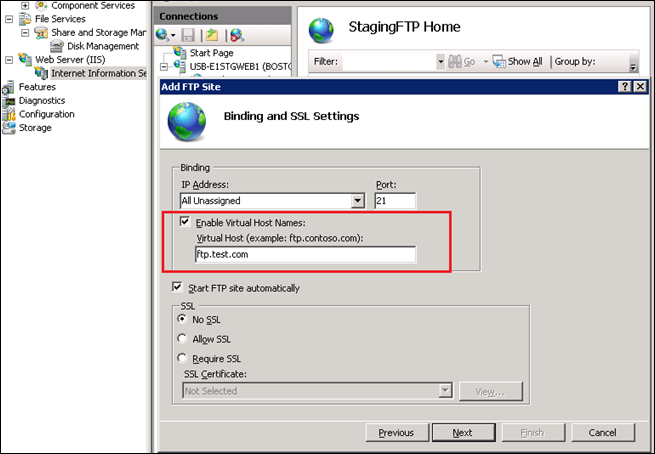 Component Services
File Services
Share and Storage Man
Disk Management
Web Server (IIS)
Internet Information Se
Features
Diagnostics
Configuration
Storage
Connections
Start Page
USB-E1STGWEB1 (BOSTC
StagingFTP Home
Filter:
Go
Show All
Group by:
Add FTP Site
? X
Binding and SSL Settings
Binding
IP Address:
Port:
All Unassigned
21
Enable Virtual Host Names:
Virtual Host (example: ftp.contoso.com):
ftp.test.com
Start FTP site automatically
SSL
No SSL
Allow SSL
Require SSL
SSL Certificate:
Not Selected
View...
Previous
Next
Finish
Cancel